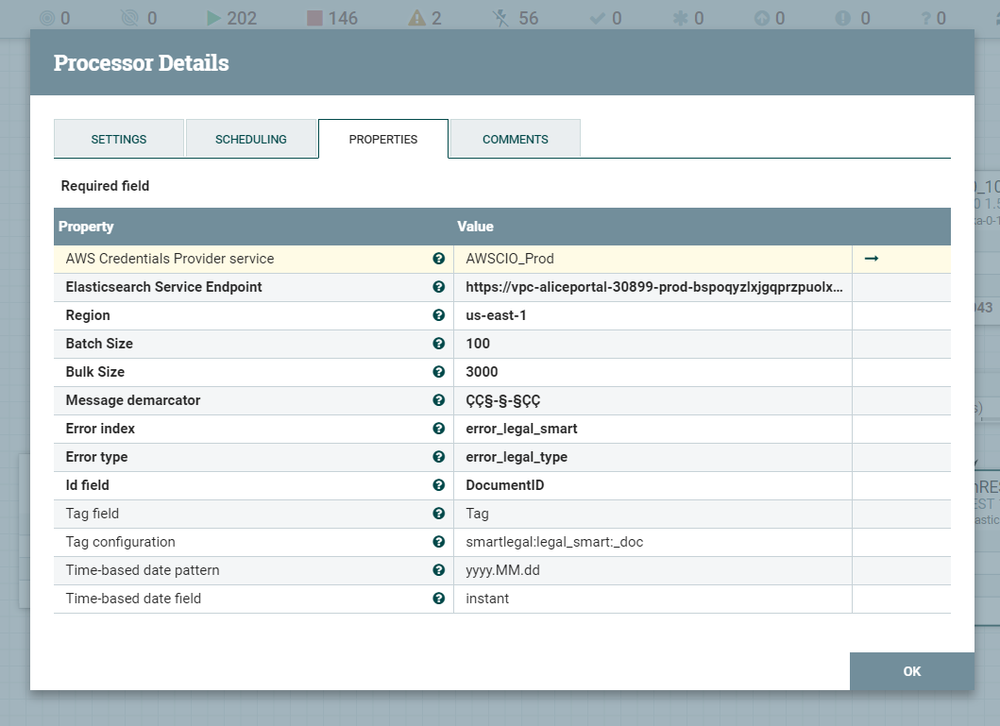 0 0 202 146 2 56 0 0 0 0 0
Processor Details
SETTINGS SCHEDULING PROPERTIES COMMENTS
Required field
Property Value
AWS Credentials Provider service AWSCIO_Prod
Elasticsearch Service Endpoint https://vpc-aliceportal-30899-prod-bspoqyzlxjgqprzpuolx...
Region us-east-1
Batch Size 100
Bulk Size 3000
Message demarcator ÇÇ§-§-§ÇÇ
Error index error_legal_smart
Error type error_legal_type
Id field DocumentID
Tag field Tag
Tag configuration smartlegal:legal_smart:_doc
Time-based date pattern yyyy.MM.dd
Time-based date field instant
OK